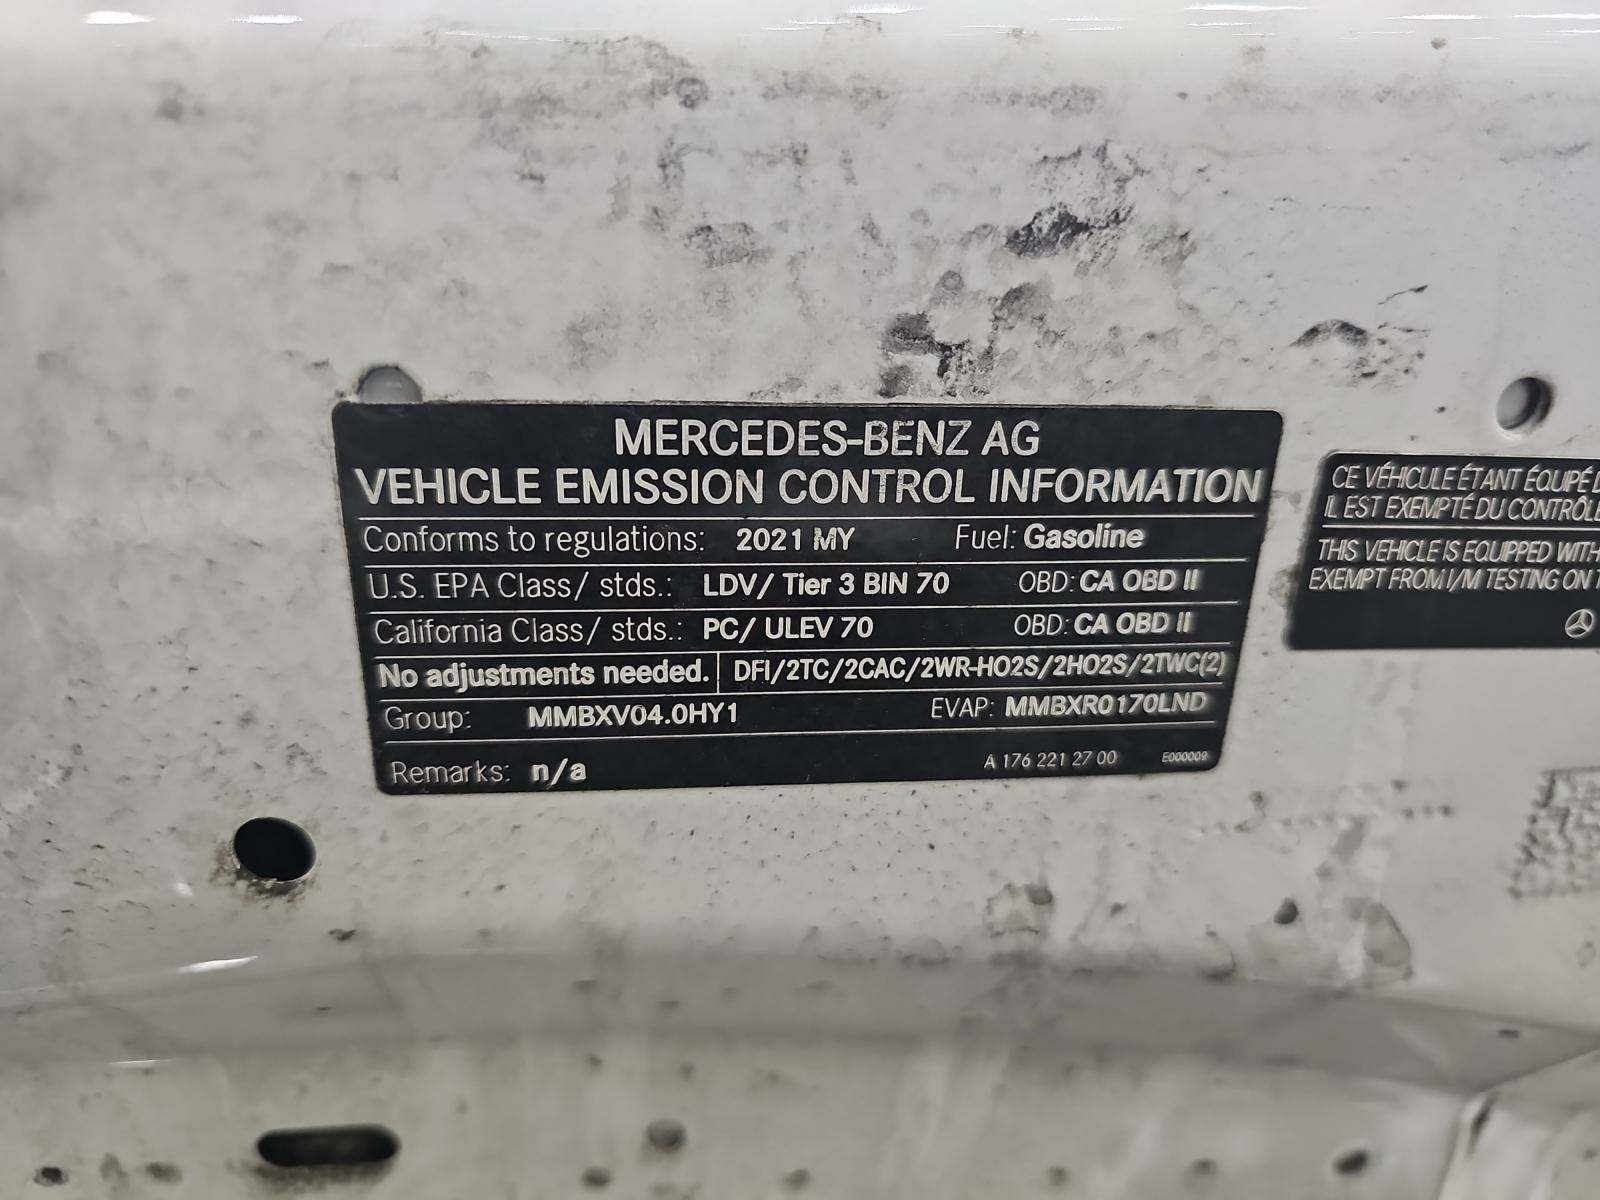 MERCEDES-BENZ AG
VEHICLE EMISSION CONTROL INFORMATION
Conforms to regulations: 2021 MY Fuel: Gasoline
U.S. EPA Class/ stds.: LDV/ Tier 3 BIN 70 OBD: CA OBD II
California Class/ stds.: PC/ ULEV 70 OBD: CA OBD II
No adjustments needed. DFI/2TC/2CAC/2WR-HO2S/2HO2S/2TWC(2)
Group: MMBXV04.0HY1 EVAP: MMBXR0170LND
Remarks: n/a A 176 221 27 00 E000009
CE VÉHICULE ÉTANT ÉQUIPÉ
IL EST EXEMPTÉ DU CONTRÔLE
THIS VEHICLE IS EQUIPPED WITH
EXEMPT FROM I/M TESTING ON